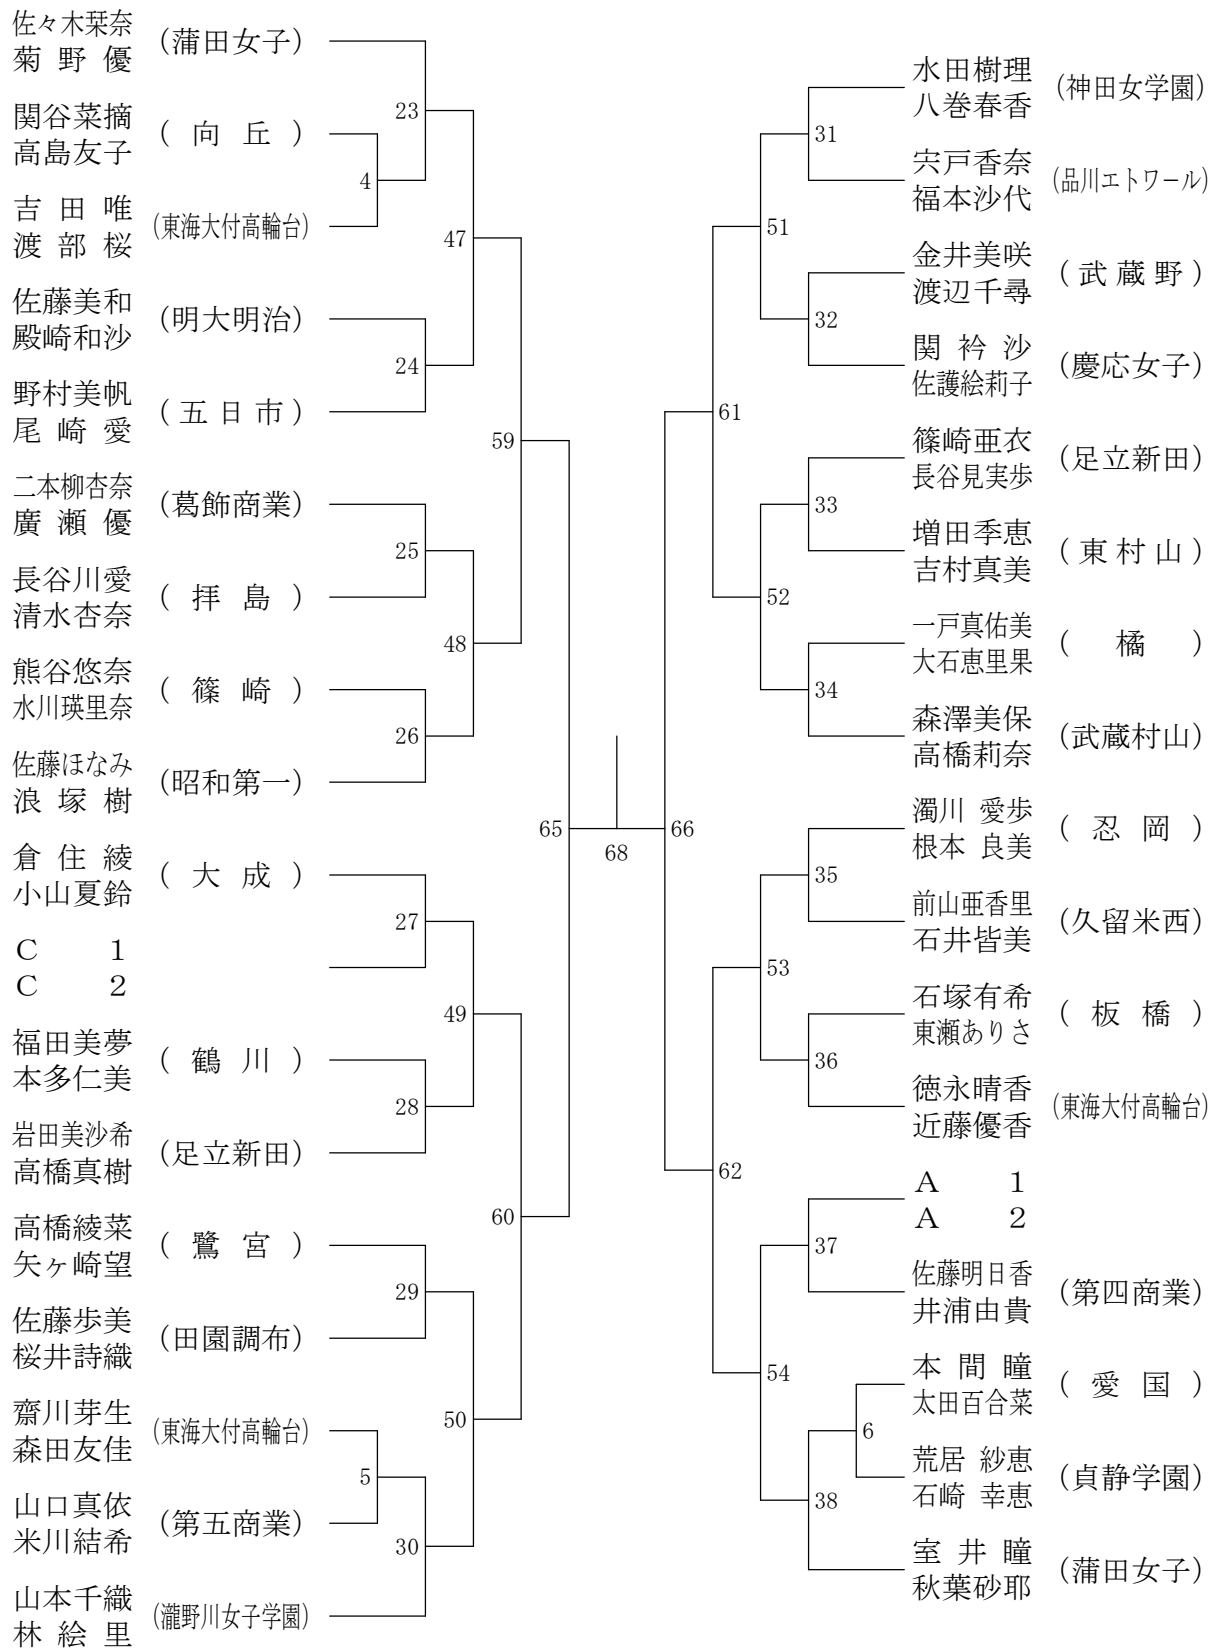 佐々木栞奈
菊野優
(蒲田女子)
関谷菜摘
高島友子
(向丘)
吉田唯
渡部桜
(東海大付高輪台)
佐藤美和
殿崎和沙
(明大明治)
野村美帆
尾崎愛
(五日市)
二本柳杏奈
廣瀬優
(葛飾商業)
長谷川愛
清水杏奈
(拝島)
熊谷悠奈
水川瑛里奈
(篠崎)
佐藤ほなみ
浪塚樹
(昭和第一)
倉住綾
小山夏鈴
(大成)
C 1
C 2
福田美夢
本多仁美
(鶴川)
岩田美沙希
高橋真樹
(足立新田)
高橋綾菜
矢ヶ崎望
(鷺宮)
佐藤歩美
桜井詩織
(田園調布)
齋川芽生
森田友佳
(東海大付高輪台)
山口真依
米川結希
(第五商業)
山本千織
林絵里
(瀧野川女子学園)
23
4
47
24
59
25
48
26
65
27
49
28
60
29
50
5
30
68
水田樹理
八巻春香
(神田女学園)
宍戸香奈
福本沙代
(品川エトワール)
金井美咲
渡辺千尋
(武蔵野)
関衿沙
佐護絵莉子
(慶応女子)
篠崎亜衣
長谷見実歩
(足立新田)
増田季恵
吉村真美
(東村山)
一戸真佑美
大石恵里果
(橘)
森澤美保
高橋莉奈
(武蔵村山)
濁川 愛歩
根本 良美
(忍岡)
前山亜香里
石井皆美
(久留米西)
石塚有希
東瀬ありさ
(板橋)
徳永晴香
近藤優香
(東海大付高輪台)
A 1
A 2
佐藤明日香
井浦由貴
(第四商業)
本間瞳
太田百合菜
(愛国)
荒居 紗恵
石崎 幸恵
(貞静学園)
室井瞳
秋葉砂耶
(蒲田女子)
31
51
32
61
33
52
34
66
35
53
36
62
37
54
6
38